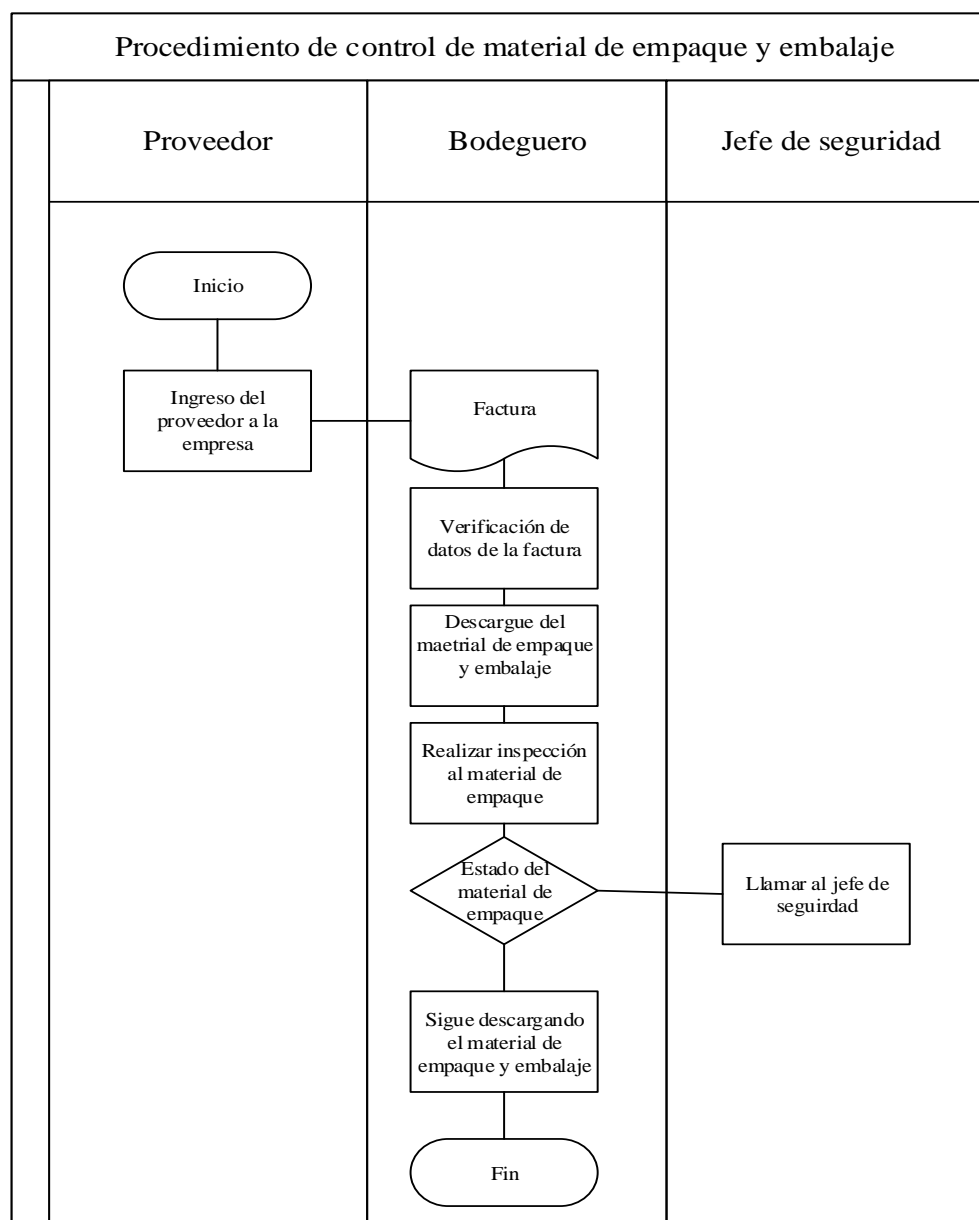 Procedimiento de control de material de empaque y embalaje
Proveedor
Bodeguero
Jefe de seguridad
Inicio
Ingreso del
proveedor a la
empresa
Factura
Verificación de
datos de la factura
Descargue del
maetrial de empaque
y embalaje
Realizar inspección
al material de
empaque
Estado del
material de
empaque
Llamar al jefe de
seguirdad
Sigue descargando
el material de
empaque y embalaje
Fin